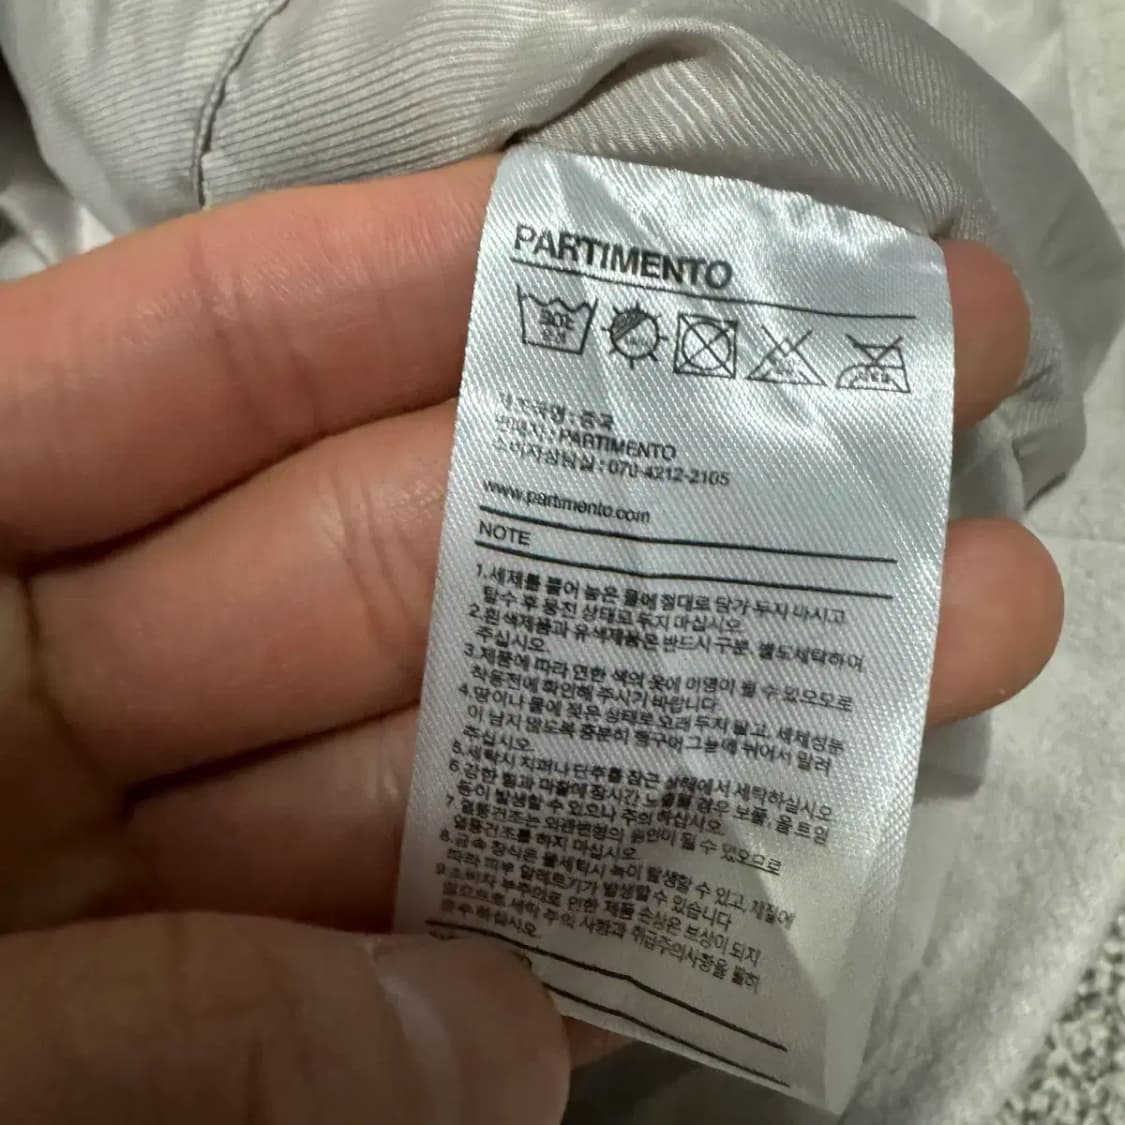 PARTIMENTO
30℃
중성
제조국명 : 중국
판매자 : PARTIMENTO
소비자상담실 : 070-4212-2105
www.partimento.com
NOTE
1.세제를 풀어 놓은 물에 절대로 담가 두지 마시고
탈수 후 뭉친 상태로 두지 마십시오.
2.흰색제품과 유색제품은 반드시 구분, 별도세탁하여
주십시오.
3.제품에 따라 연한 색의 옷에 이염이 될 수 있으므로
착용전에 확인해 주시기 바랍니다.
4.땀이나 물에 젖은 상태로 오래 두지 말고, 세제성분
이 남지 않도록 충분히 헹구어 그늘에 뉘어서 말려
주십시오.
5.세탁시 지퍼나 단추를 잠근 상태에서 세탁하십시오
6.강한 힘과 마찰에 장시간 노출될 경우 보풀, 올트임
등이 발생할 수 있으니 주의 하십시오.
7.열풍건조는 외관변형의 원인이 될 수 있으므로
열풍건조를 하지 마십시오.
8.금속 장식은 물세탁시 녹이 발생할 수 있고, 체질에
따라 피부 알레르기가 발생할 수 있습니다
9.소비자 부주의로 인한 제품 손상은 보상이 되지
않으므로 세탁 주의 사항과 취급주의사항을
하십시오.